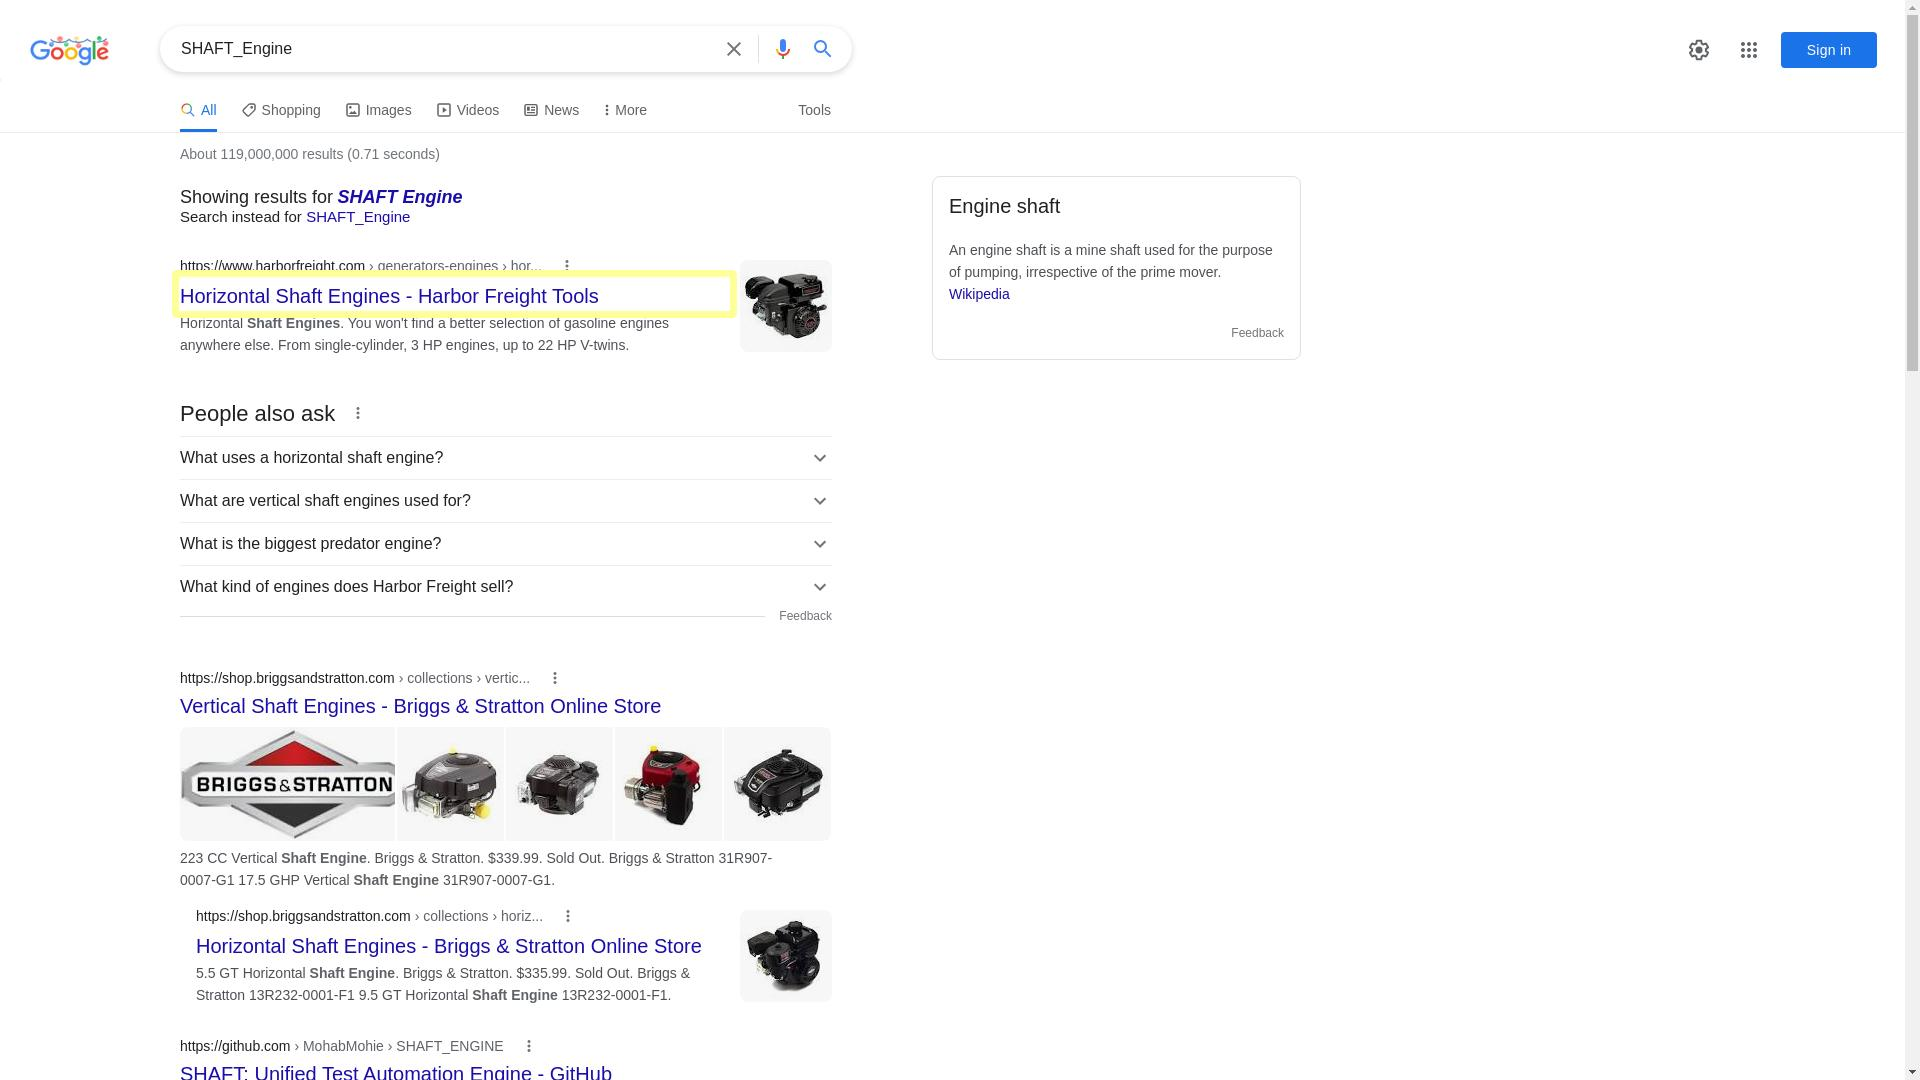 Google
SHAFT_Engine
Sign in
All
Shopping
Images
Videos
News
More
Tools
About 119,000,000 results (0.71 seconds)
Showing results for SHAFT Engine
Search instead for SHAFT_Engine
https://www.harborfreight.com › generators-engines › hor...
Horizontal Shaft Engines - Harbor Freight Tools
Horizontal Shaft Engines. You won't find a better selection of gasoline engines
anywhere else. From single-cylinder, 3 HP engines, up to 22 HP V-twins.
Engine shaft
An engine shaft is a mine shaft used for the purpose
of pumping, irrespective of the prime mover.
Wikipedia
Feedback
People also ask
What uses a horizontal shaft engine?
What are vertical shaft engines used for?
What is the biggest predator engine?
What kind of engines does Harbor Freight sell?
Feedback
https://shop.briggsandstratton.com › collections › vertic...
Vertical Shaft Engines - Briggs & Stratton Online Store
BRIGGS&STRATTON
223 CC Vertical Shaft Engine. Briggs & Stratton. $339.99. Sold Out. Briggs & Stratton 31R907-
0007-G1 17.5 GHP Vertical Shaft Engine 31R907-0007-G1.
https://shop.briggsandstratton.com › collections › horiz...
Horizontal Shaft Engines - Briggs & Stratton Online Store
5.5 GT Horizontal Shaft Engine. Briggs & Stratton. $335.99. Sold Out. Briggs &
Stratton 13R232-0001-F1 9.5 GT Horizontal Shaft Engine 13R232-0001-F1.
https://github.com › MohabMohie › SHAFT_ENGINE
SHAFT: Unified Test Automation Engine - GitHub